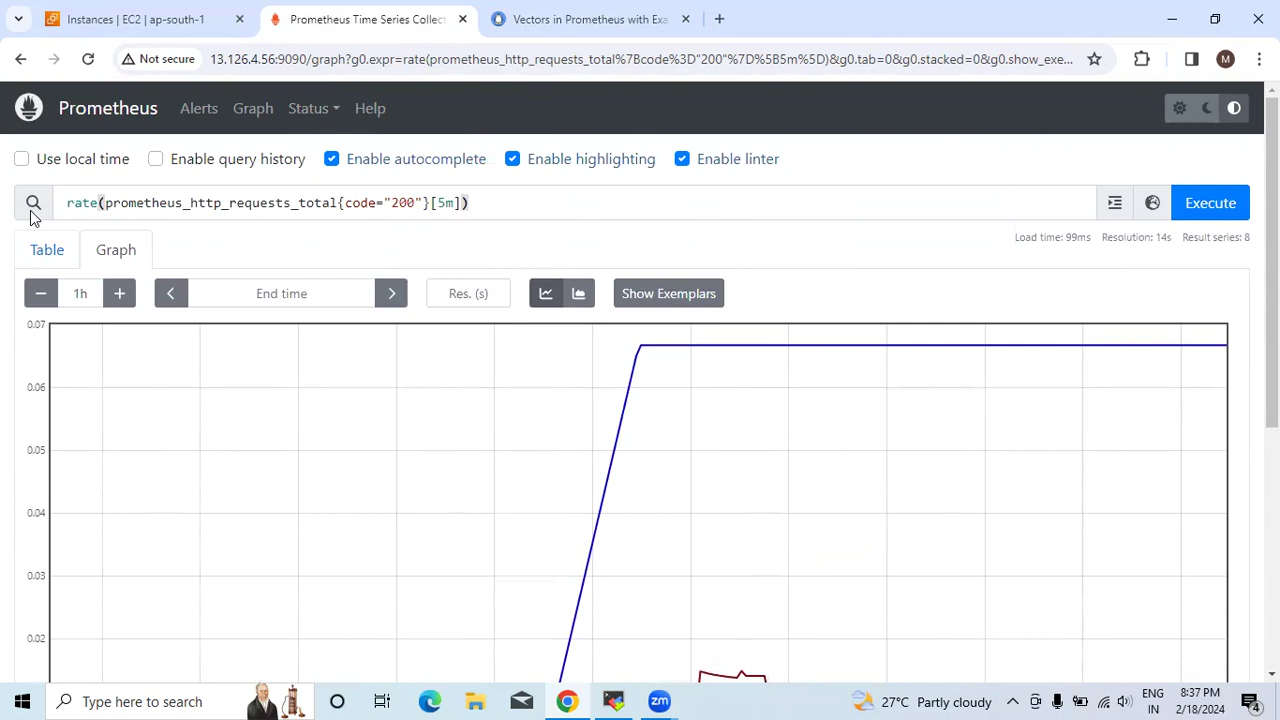 Instances | EC2 | ap-south-1
Prometheus Time Series Collect
Vectors in Prometheus with Exa
Not secure
13.126.4.56:9090/graph?g0.expr=rate(prometheus_http_requests_total%7Bcode%3D"200"%7D%5B5m%5D)&g0.tab=0&g0.stacked=0&g0.show_exe...
M
Prometheus
Alerts
Graph
Status
Help
Use local time
Enable query history
Enable autocomplete
Enable highlighting
Enable linter
rate(prometheus_http_requests_total{code="200"}[5m])
Execute
Load time: 99ms
Resolution: 14s
Result series: 8
Table
Graph
1h
End time
Res. (s)
Show Exemplars
0.07
0.06
0.05
0.04
0.03
0.02
Type here to search
zm
27°C Partly cloudy
ENG
IN
8:37 PM
2/18/2024
4